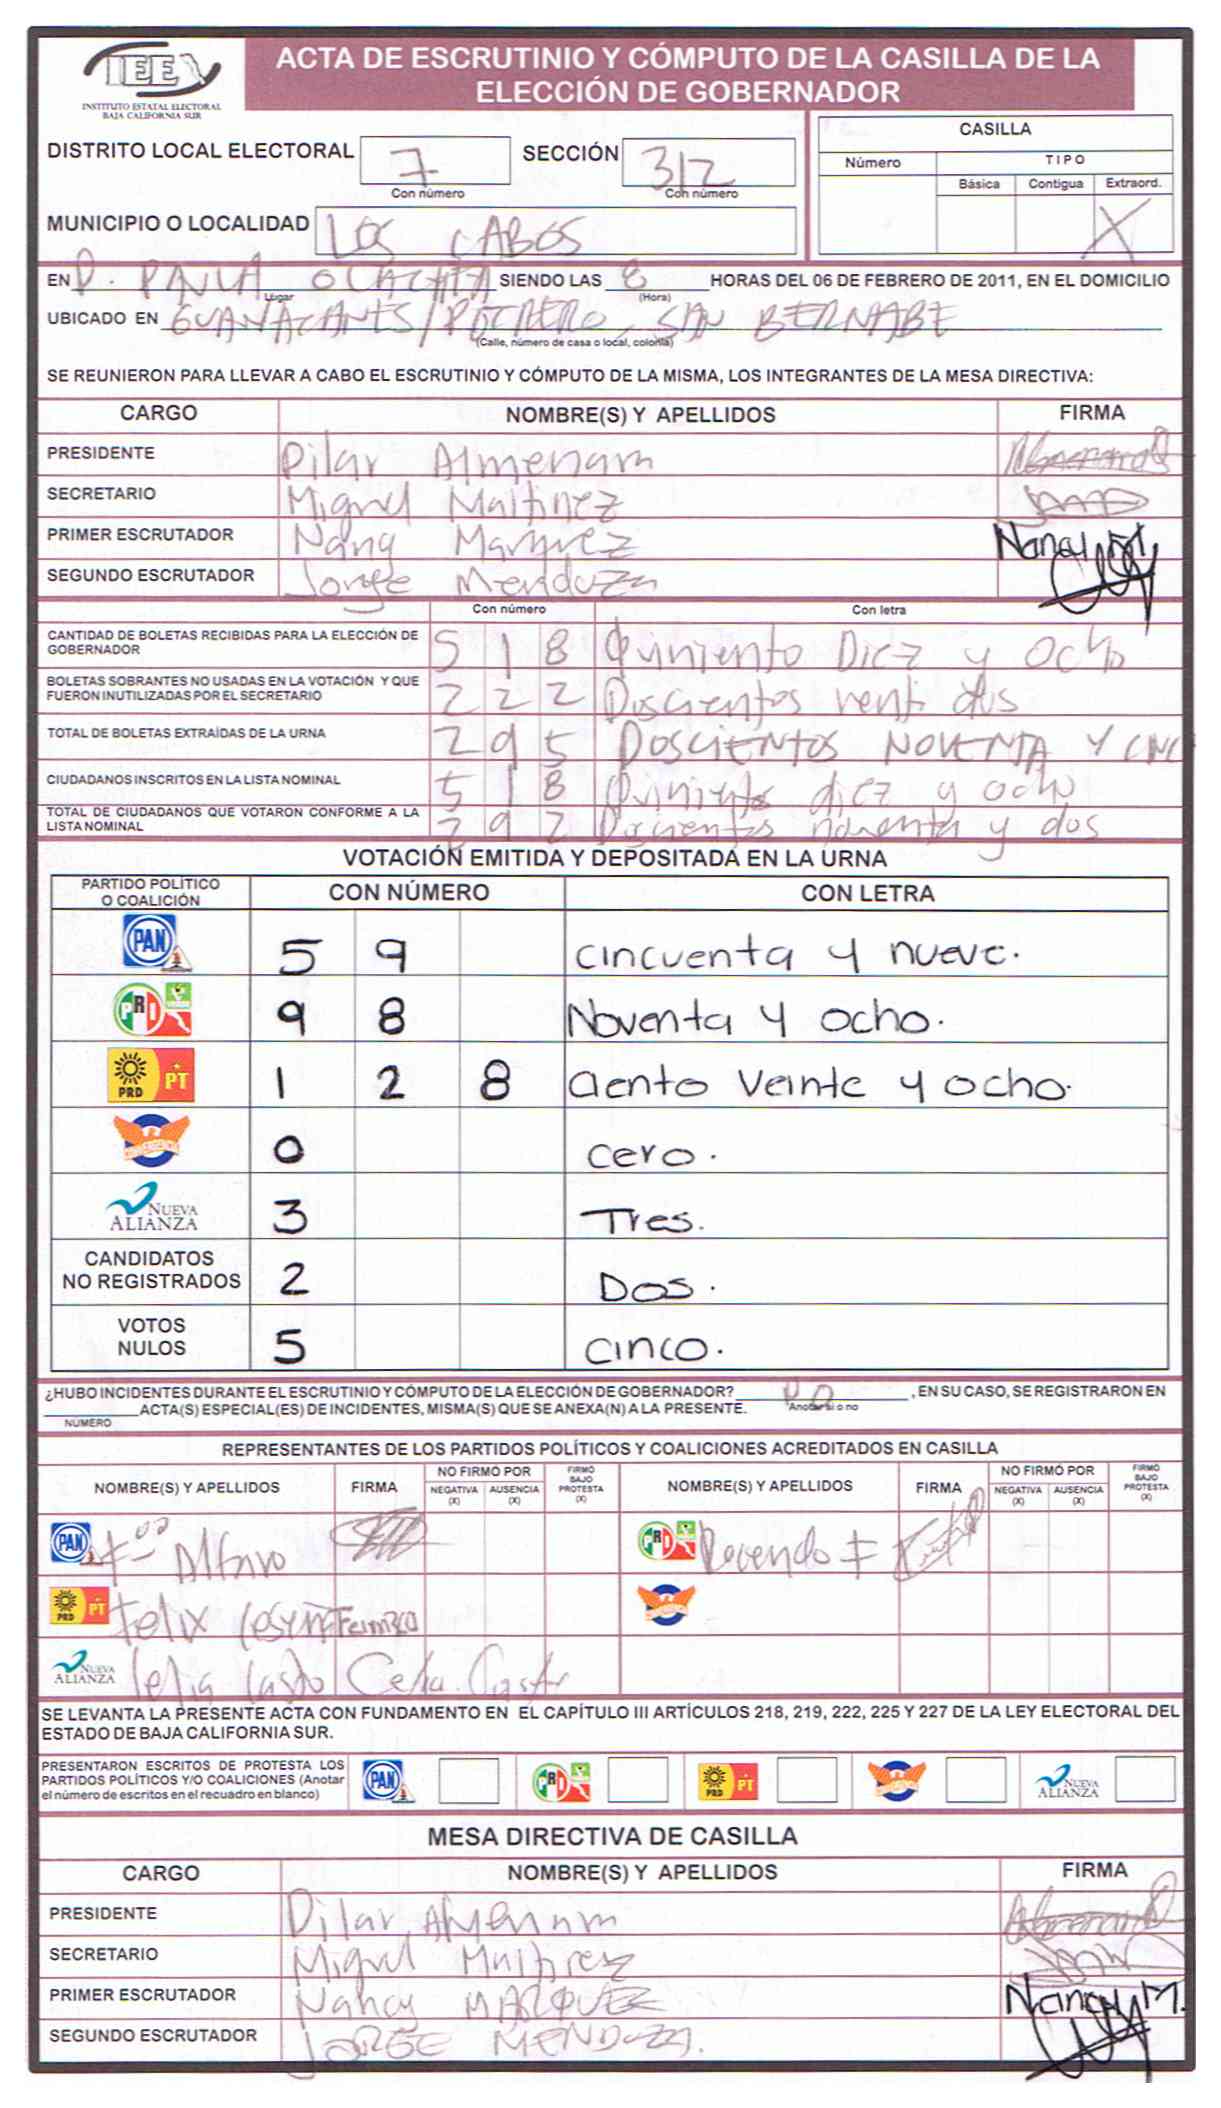 IEE
INSTITUTO ESTATAL ELECTORAL
BAJA CALIFORNIA SUR
ACTA DE ESCRUTINIO Y CÓMPUTO DE LA CASILLA DE LA
ELECCIÓN DE GOBERNADOR
DISTRITO LOCAL ELECTORAL 7 SECCIÓN 312
Con número Con número
CASILLA
Número TIPO
Básica Contigua Extraord.
X
MUNICIPIO O LOCALIDAD LOS CABOS
EN P. SIENDO LAS 8 HORAS DEL 06 DE FEBRERO DE 2011, EN EL DOMICILIO
Lugar (Hora)
UBICADO EN SAN BERNABE
(Calle, número de casa o local, colonia)
SE REUNIERON PARA LLEVAR A CABO EL ESCRUTINIO Y CÓMPUTO DE LA MISMA, LOS INTEGRANTES DE LA MESA DIRECTIVA:
CARGO NOMBRE(S) Y APELLIDOS FIRMA
PRESIDENTE Pilar
SECRETARIO Miguel
PRIMER ESCRUTADOR Nancy Marquez Nancy M.
SEGUNDO ESCRUTADOR Jorge Mendoza
Con número Con letra
CANTIDAD DE BOLETAS RECIBIDAS PARA LA ELECCIÓN DE
GOBERNADOR 5 1 8 Quiniento Diez y ocho
BOLETAS SOBRANTES NO USADAS EN LA VOTACIÓN Y QUE
FUERON INUTILIZADAS POR EL SECRETARIO 2 2 2 Doscientos venti dos
TOTAL DE BOLETAS EXTRAÍDAS DE LA URNA 2 9 5 DOSCIENTOS NOVENTA Y CINC
CIUDADANOS INSCRITOS EN LA LISTA NOMINAL 5 1 8 Quiniento diez y ocho
TOTAL DE CIUDADANOS QUE VOTARON CONFORME A LA
LISTA NOMINAL 2 9 2 Doscientos noventa y dos
VOTACIÓN EMITIDA Y DEPOSITADA EN LA URNA
PARTIDO POLÍTICO
O COALICIÓN CON NÚMERO CON LETRA
PAN 5 9 cincuenta y nueve.
PRI 9 8 Noventa y ocho.
PRD PT 1 2 8 ciento veinte y ocho.
CONVERGENCIA 0 cero.
NUEVA
ALIANZA 3 Tres.
CANDIDATOS
NO REGISTRADOS 2 Dos.
VOTOS
NULOS 5 cinco.
¿HUBO INCIDENTES DURANTE EL ESCRUTINIO Y CÓMPUTO DE LA ELECCIÓN DE GOBERNADOR? no , EN SU CASO, SE REGISTRARON EN
ACTA(S) ESPECIAL(ES) DE INCIDENTES, MISMA(S) QUE SE ANEXA(N) A LA PRESENTE. Anotar si o no
NÚMERO
REPRESENTANTES DE LOS PARTIDOS POLÍTICOS Y COALICIONES ACREDITADOS EN CASILLA
NOMBRE(S) Y APELLIDOS FIRMA NO FIRMÓ POR NEGATIVA (X) AUSENCIA (X) FIRMÓ BAJO PROTESTA (X) NOMBRE(S) Y APELLIDOS FIRMA NO FIRMÓ POR NEGATIVA (X) AUSENCIA (X) FIRMÓ BAJO PROTESTA (X)
PAN Alfaro PRI
PRD PT Felix CONVERGENCIA
NUEVA
ALIANZA Celia Castro Celia Castro
SE LEVANTA LA PRESENTE ACTA CON FUNDAMENTO EN EL CAPÍTULO III ARTÍCULOS 218, 219, 222, 225 Y 227 DE LA LEY ELECTORAL DEL
ESTADO DE BAJA CALIFORNIA SUR.
PRESENTARON ESCRITOS DE PROTESTA LOS
PARTIDOS POLÍTICOS Y/O COALICIONES (Anotar
el número de escritos en el recuadro en blanco) PAN PRI PRD PT CONVERGENCIA NUEVA ALIANZA
MESA DIRECTIVA DE CASILLA
CARGO NOMBRE(S) Y APELLIDOS FIRMA
PRESIDENTE Pilar
SECRETARIO Miguel
PRIMER ESCRUTADOR Nancy MARQUEZ Nancy M.
SEGUNDO ESCRUTADOR JORGE MENDOZA.